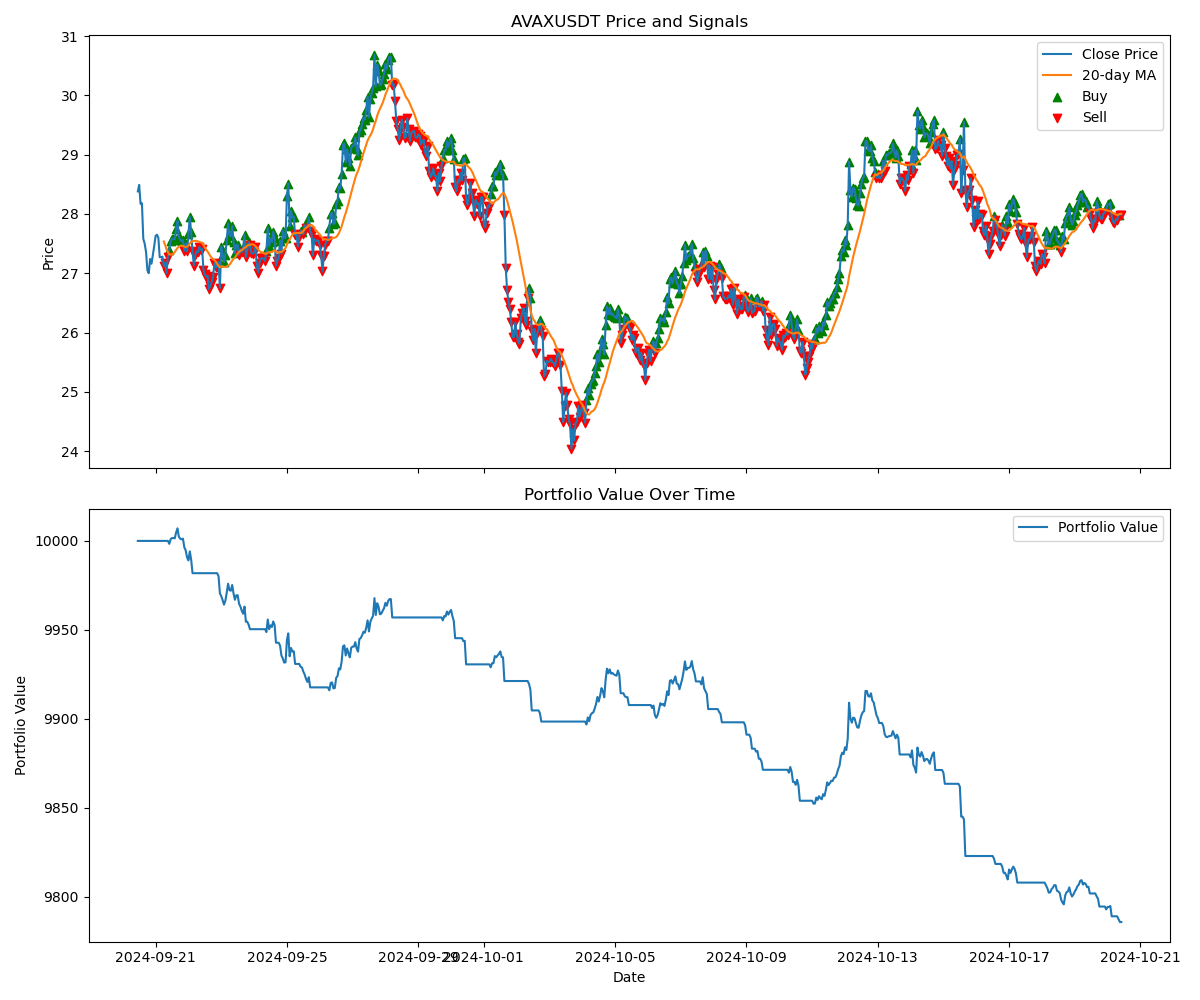 AVAXUSDT Price and Signals
31
30
29
28
27
26
25
24
Price
Close Price
20-day MA
Buy
Sell
Portfolio Value Over Time
10000
9950
9900
9850
9800
Portfolio Value
Portfolio Value
2024-09-21
2024-09-25
2024-09-29
2024-10-01
2024-10-05
2024-10-09
2024-10-13
2024-10-17
2024-10-21
Date